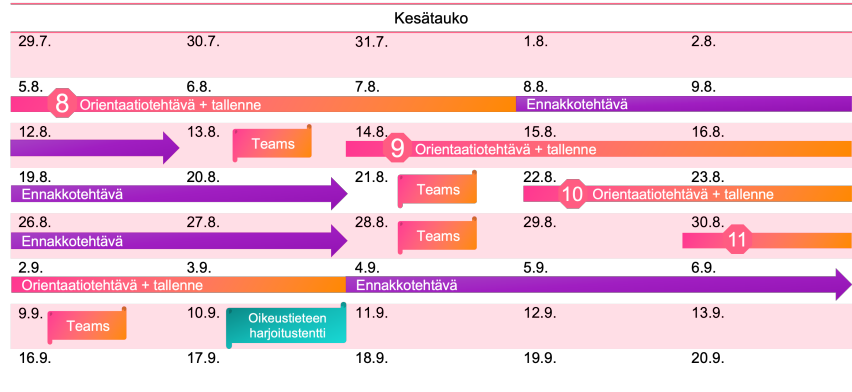 Kesätauko
29.7. 30.7. 31.7. 1.8. 2.8.
5.8. 6.8. 7.8. 8.8. 9.8.
8 Orientaatiotehtävä + tallenne Ennakkotehtävä
12.8. 13.8. 14.8. 15.8. 16.8.
Teams 9 Orientaatiotehtävä + tallenne
19.8. 20.8. 21.8. 22.8. 23.8.
Ennakkotehtävä Teams 10 Orientaatiotehtävä + tallenne
26.8. 27.8. 28.8. 29.8. 30.8.
Ennakkotehtävä Teams 11
2.9. 3.9. 4.9. 5.9. 6.9.
Orientaatiotehtävä + tallenne Ennakkotehtävä
9.9. 10.9. 11.9. 12.9. 13.9.
Teams Oikeustieteen
harjoitustentti
16.9. 17.9. 18.9. 19.9. 20.9.